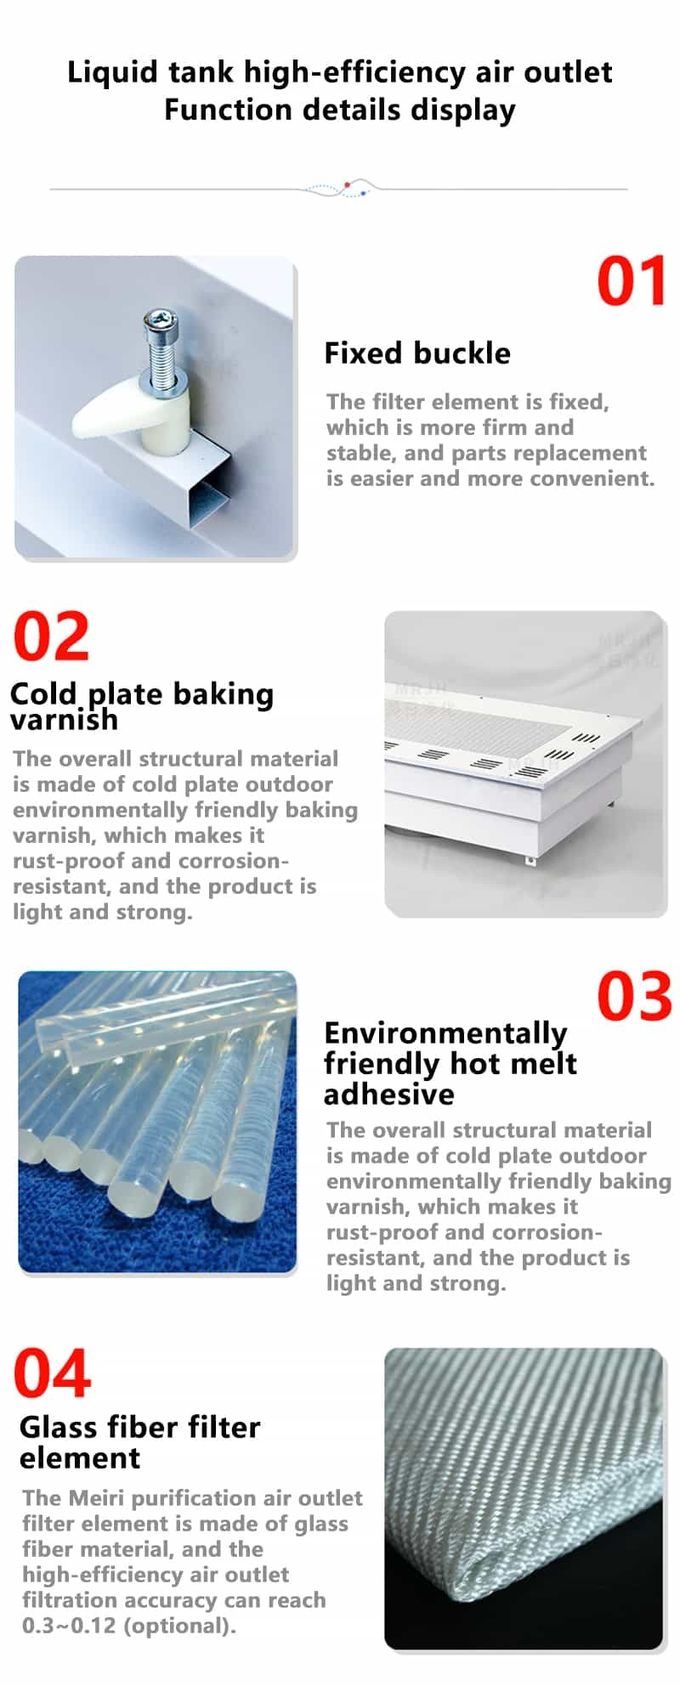 Liquid tank high-efficiency air outlet
Function details display
01
Fixed buckle
The filter element is fixed,
which is more firm and
stable, and parts replacement
is easier and more convenient.
02
Cold plate baking
varnish
The overall structural material
is made of cold plate outdoor
environmentally friendly baking
varnish, which makes it
rust-proof and corrosion-
resistant, and the product is
light and strong.
MRJH
MRJH
MRJH
03
Environmentally
friendly hot melt
adhesive
The overall structural material
is made of cold plate outdoor
environmentally friendly baking
varnish, which makes it
rust-proof and corrosion-
resistant, and the product is
light and strong.
04
Glass fiber filter
element
The Meiri purification air outlet
filter element is made of glass
fiber material, and the
high-efficiency air outlet
filtration accuracy can reach
0.3~0.12 (optional).